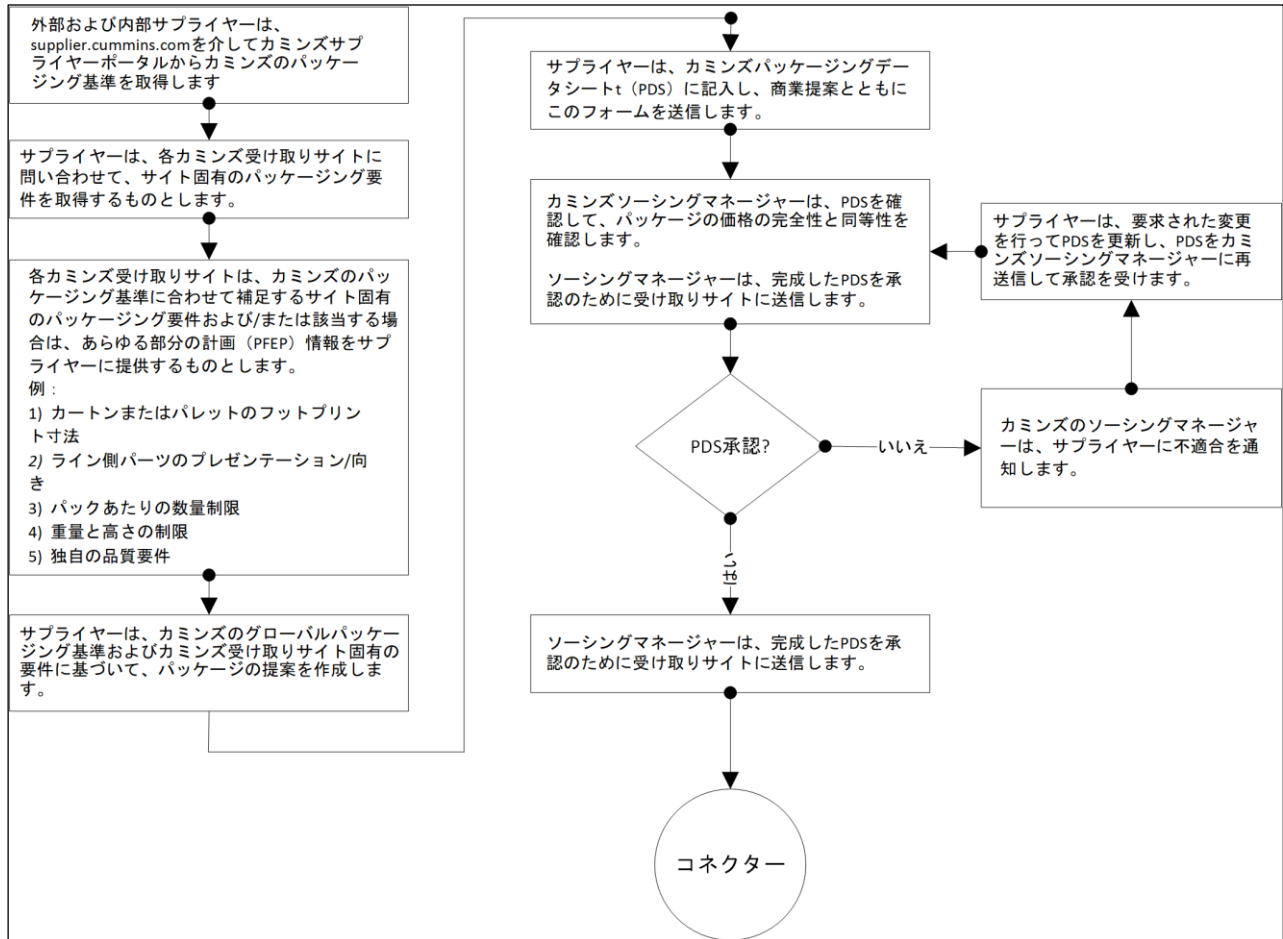 外部および内部サプライヤーは、
supplier.cummins.comを介してカミンズサプ
ライヤーポータルからカミンズのパッケー
ジング基準を取得します
サプライヤーは、各カミンズ受け取りサイトに
問い合わせて、サイト固有のパッケージング要
件を取得するものとします。
各カミンズ受け取りサイトは、カミンズのパッ
ケージング基準に合わせて補足するサイト固有
のパッケージング要件および/または該当する場
合は、あらゆる部分の計画（PFEP）情報をサプ
ライヤーに提供するものとします。
例：
1) カートンまたはパレットのフットプリン
ト寸法
2) ライン側パーツのプレゼンテーション/向
き
3) パックあたりの数量制限
4) 重量と高さの制限
5) 独自の品質要件
サプライヤーは、カミンズのグローバルパッケー
ジング基準およびカミンズ受け取りサイト固有の
要件に基づいて、パッケージの提案を作成しま
す。
サプライヤーは、カミンズパッケージングデー
タシートt（PDS）に記入し、商業提案とともに
このフォームを送信します。
カミンズソーシングマネージャーは、PDSを確
認して、パッケージの価格の完全性と同等性を
確認します。
ソーシングマネージャーは、完成したPDSを承
認のために受け取りサイトに送信します。
PDS承認?
いいえ
カミンズのソーシングマネージャ
ーは、サプライヤーに不適合を通
知します。
サプライヤーは、要求された変更
を行ってPDSを更新し、PDSをカミ
ンズソーシングマネージャーに再
送信して承認を受けます。
はい
ソーシングマネージャーは、完成したPDSを承
認のために受け取りサイトに送信します。
コネクター